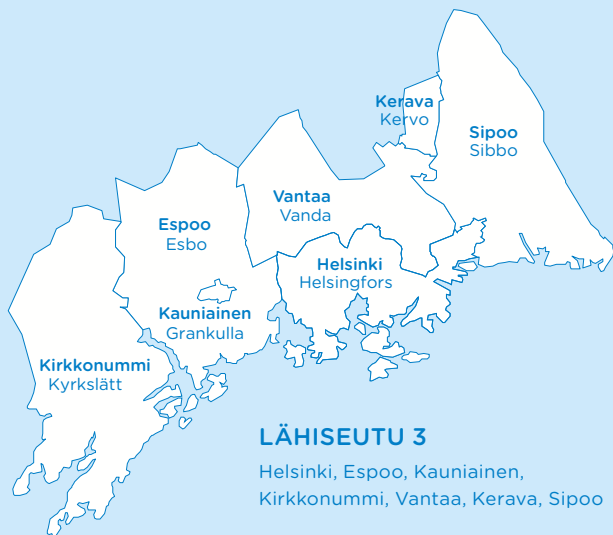 Kerava
Kervo
Sipoo
Sibbo
Vantaa
Vanda
Espoo
Esbo
Helsinki
Helsingfors
Kauniainen
Grankulla
Kirkkonummi
Kyrkslätt
LÄHISEUTU 3
Helsinki, Espoo, Kauniainen,
Kirkkonummi, Vantaa, Kerava, Sipoo